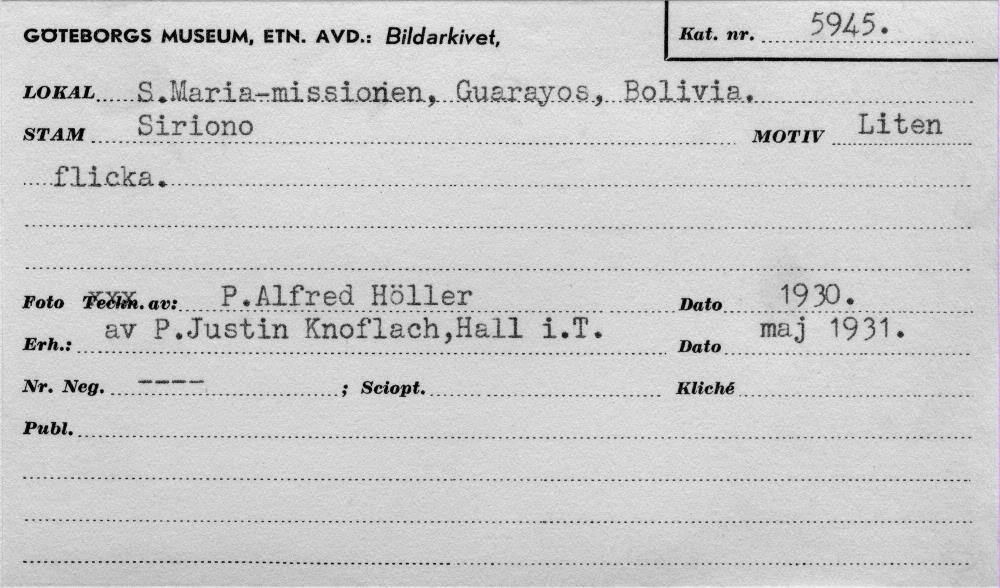 GÖTEBORGS MUSEUM, ETN. AVD.: Bildarkivet,
Kat. nr. 5945.
LOKAL S.Maria-missionen, Guarayos, Bolivia.
STAM Siriono MOTIV Liten
flicka.
Foto Teckn. av: P.Alfred Höller Dato 1930.
Erh.: av P.Justin Knoflach,Hall i.T. Dato maj 1931.
Nr. Neg. ---- ; Sciopt. Kliché
Publ.